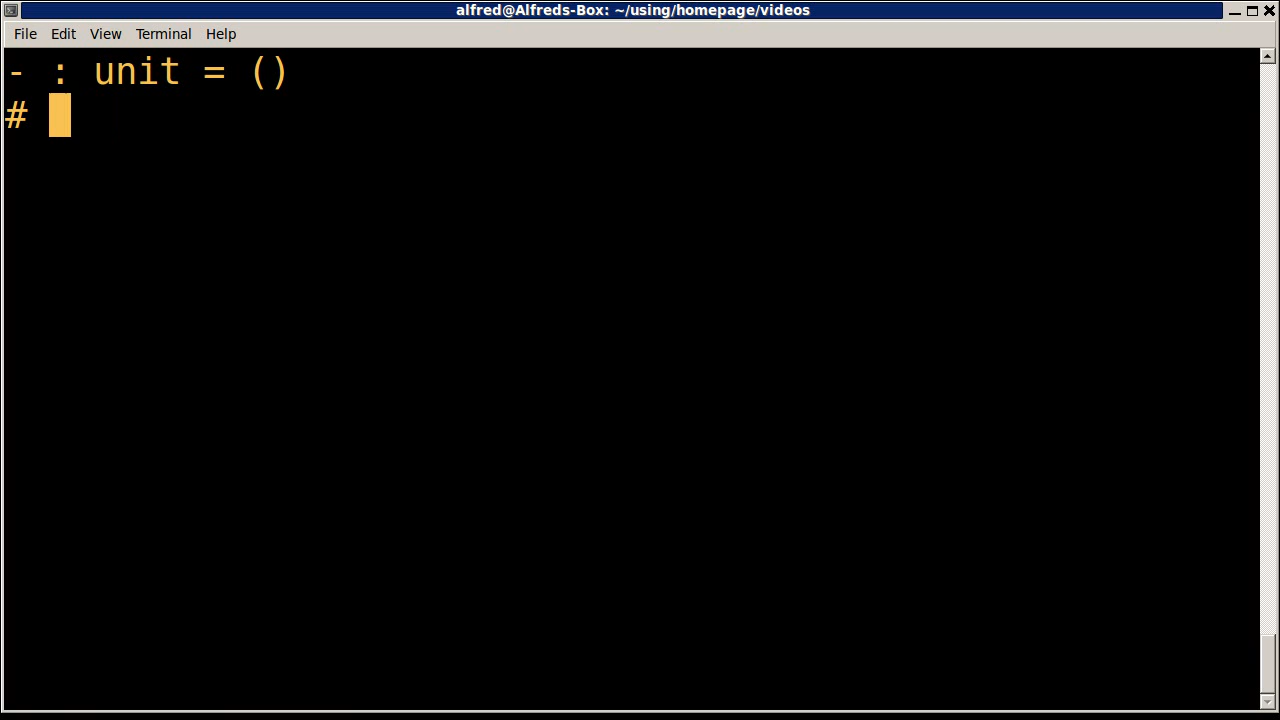 alfred@Alfreds-Box: ~/using/homepage/videos
File Edit View Terminal Help
- : unit = ()
#